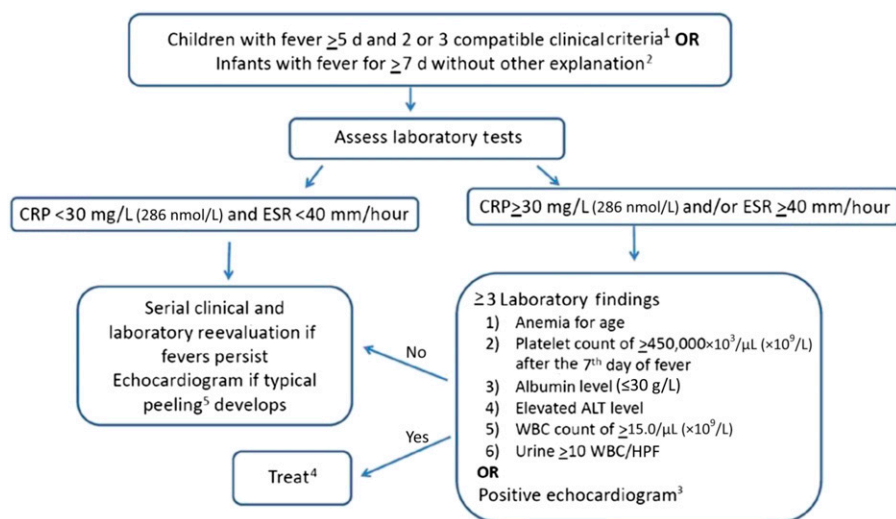 Children with fever ≥5 d and 2 or 3 compatible clinical criteria¹ OR
Infants with fever for ≥7 d without other explanation²
Assess laboratory tests
CRP <30 mg/L (286 nmol/L) and ESR <40 mm/hour
CRP≥30 mg/L (286 nmol/L) and/or ESR ≥40 mm/hour
Serial clinical and
laboratory reevaluation if
fevers persist
Echocardiogram if typical
peeling⁵ develops
No
≥3 Laboratory findings
1) Anemia for age
2) Platelet count of ≥450,000×10³/µL (×10⁹/L)
after the 7ᵗʰ day of fever
3) Albumin level (≤30 g/L)
4) Elevated ALT level
5) WBC count of ≥15.0/µL (×10⁹/L)
6) Urine ≥10 WBC/HPF
OR
Positive echocardiogram³
Yes
Treat⁴